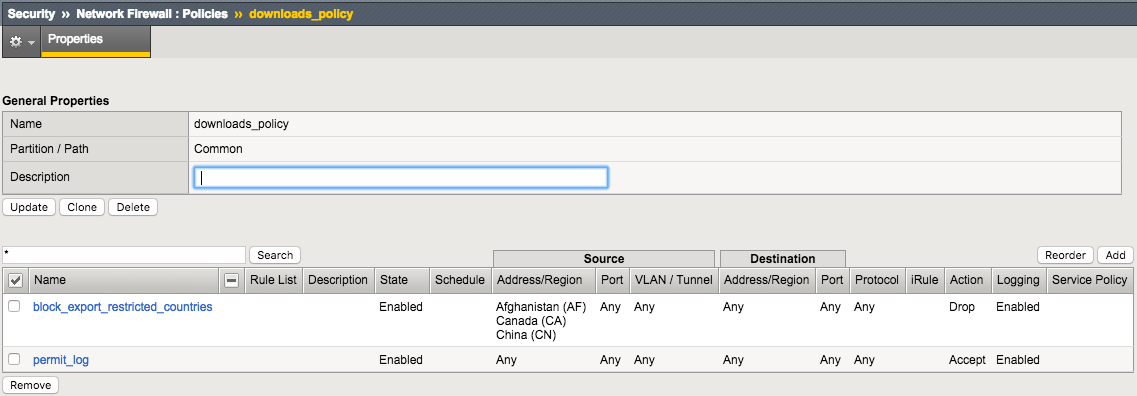 Security » Network Firewall : Policies » downloads_policy
Properties
General Properties
Name downloads_policy
Partition / Path Common
Description
Update Clone Delete
* Search Source Destination Reorder Add
Name Rule List Description State Schedule Address/Region Port VLAN / Tunnel Address/Region Port Protocol iRule Action Logging Service Policy
block_export_restricted_countries Enabled Afghanistan (AF) Any Any Any Any Any Drop Enabled
Canada (CA)
China (CN)
permit_log Enabled Any Any Any Any Any Any Accept Enabled
Remove